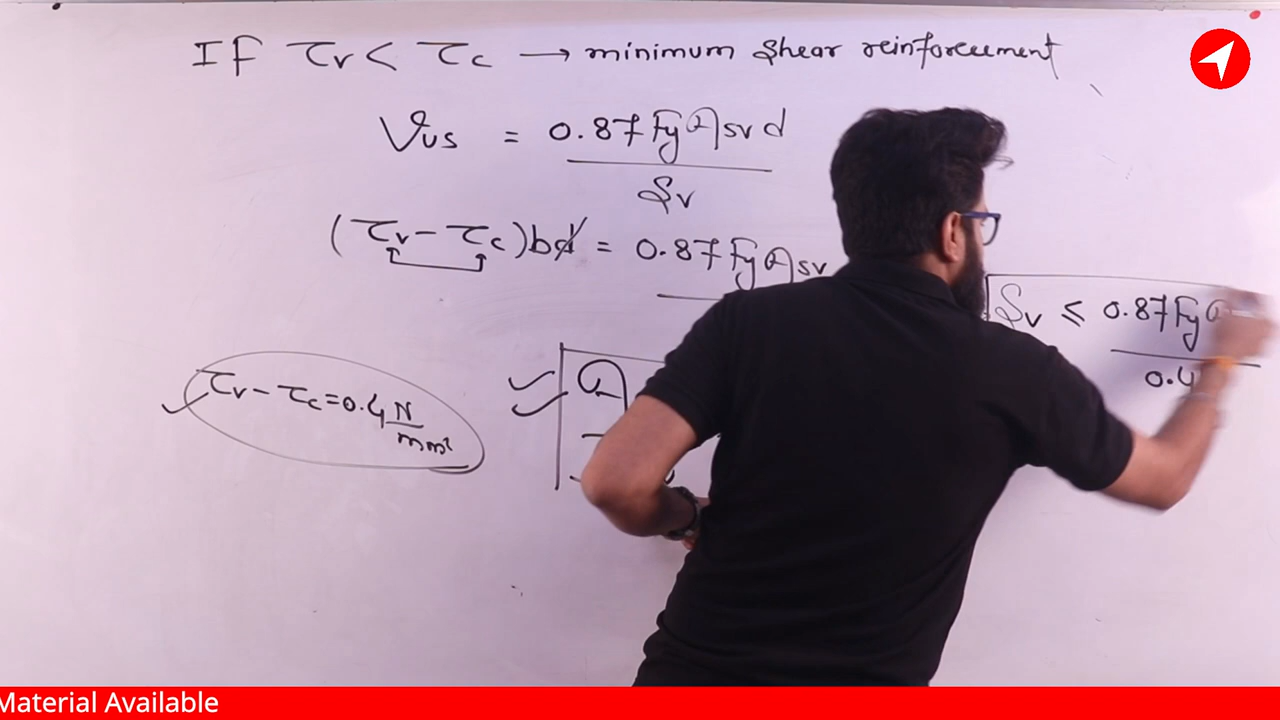 If τv < τc → minimum shear reinforcement
Vus = 0.87 Fy Asv d / Sv
(τv - τc) bd = 0.87 Fy Asv
Sv ≤ 0.87 Fy / 0.4
τv - τc = 0.4 N/mm²
A
Material Available